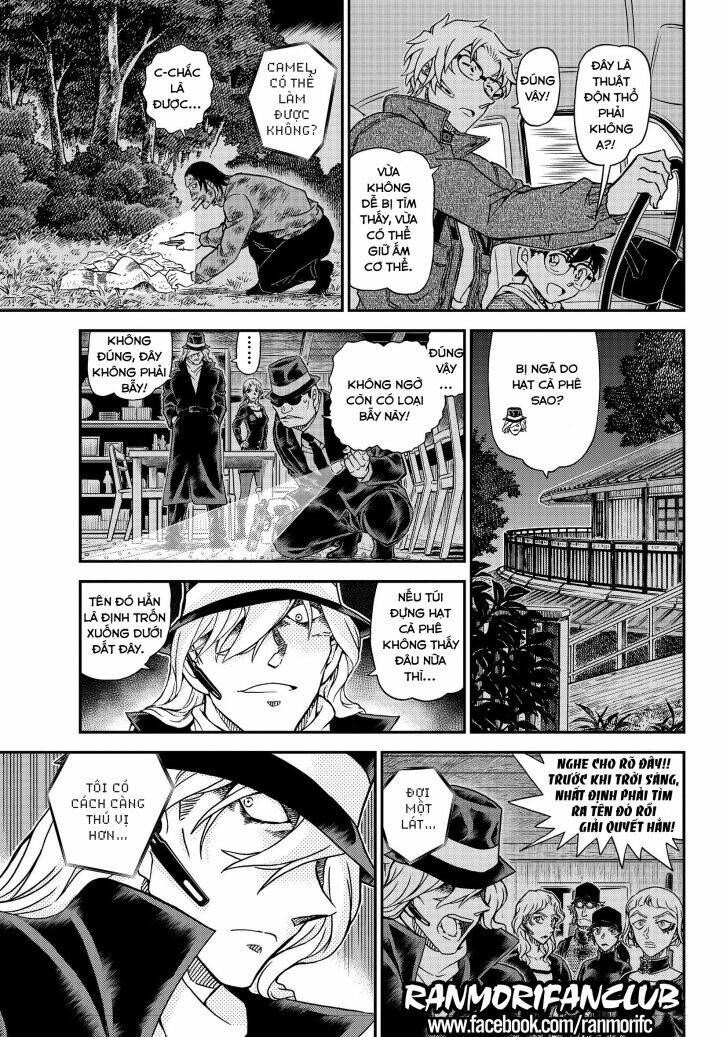 ĐÂY LÀ
THUẬT
ĐỘN THỔ
PHẢI
KHÔNG
Ạ?!
ĐÚNG
VẬY!
VỪA
KHÔNG
DỄ BỊ TÌM
THẤY, VỪA
CÓ THỂ
GIỮ ẤM
CƠ THỂ.
CAMEL
CÓ THỂ
LÀM
ĐƯỢC
KHÔNG?
C-CHẮC
LÀ
ĐƯỢC...
BỊ NGÃ DO
HẠT CÀ PHÊ
SAO?
ĐÚNG
VẬY
...
KHÔNG NGỜ
CÒN CÓ LOẠI
BẪY NÀY!
......
KHÔNG
ĐÚNG, ĐÂY
KHÔNG PHẢI
BẪY!
NẾU TÚI
ĐỰNG HẠT
CÀ PHÊ
KHÔNG THẤY
ĐÂU NỮA
THÌ...
TÊN ĐÓ HẲN
LÀ ĐỊNH TRỐN
XUỐNG DƯỚI
ĐẤT ĐẤY.
NGHE CHO RÕ ĐÂY!!
TRƯỚC KHI TRỜI SÁNG,
NHẤT ĐỊNH PHẢI TÌM
RA TÊN ĐÓ RỒI
GIẢI QUYẾT HẮN!
ĐỢI
MỘT
LÁT...
TÔI CÓ
CÁCH CÀNG
THÚ VỊ
HƠN...
RANMORIFANCLUB
www.facebook.com/ranmorifc